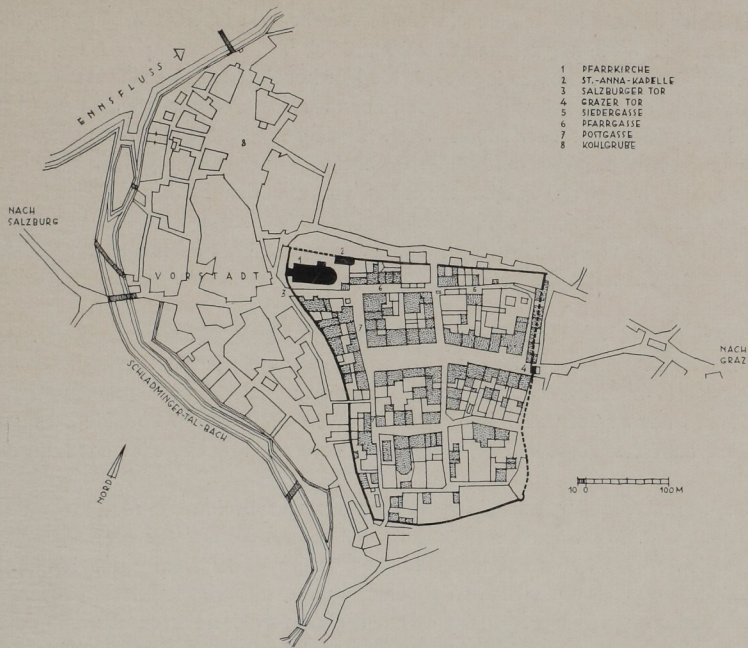 ENNSFLUSS
8
1 PFARRKIRCHE
2 ST.-ANNA-KAPELLE
3 SALZBURGER TOR
4 GRAZER TOR
5 SIEDERGASSE
6 PFARRGASSE
7 POSTGASSE
8 KOHLGRUBE
NACH
SALZBURG
VORSTADT
1
2
3
6
7
4
NACH
GRAZ
SCHLADMINGER-TAL-BACH
NORD
10 0 100 M